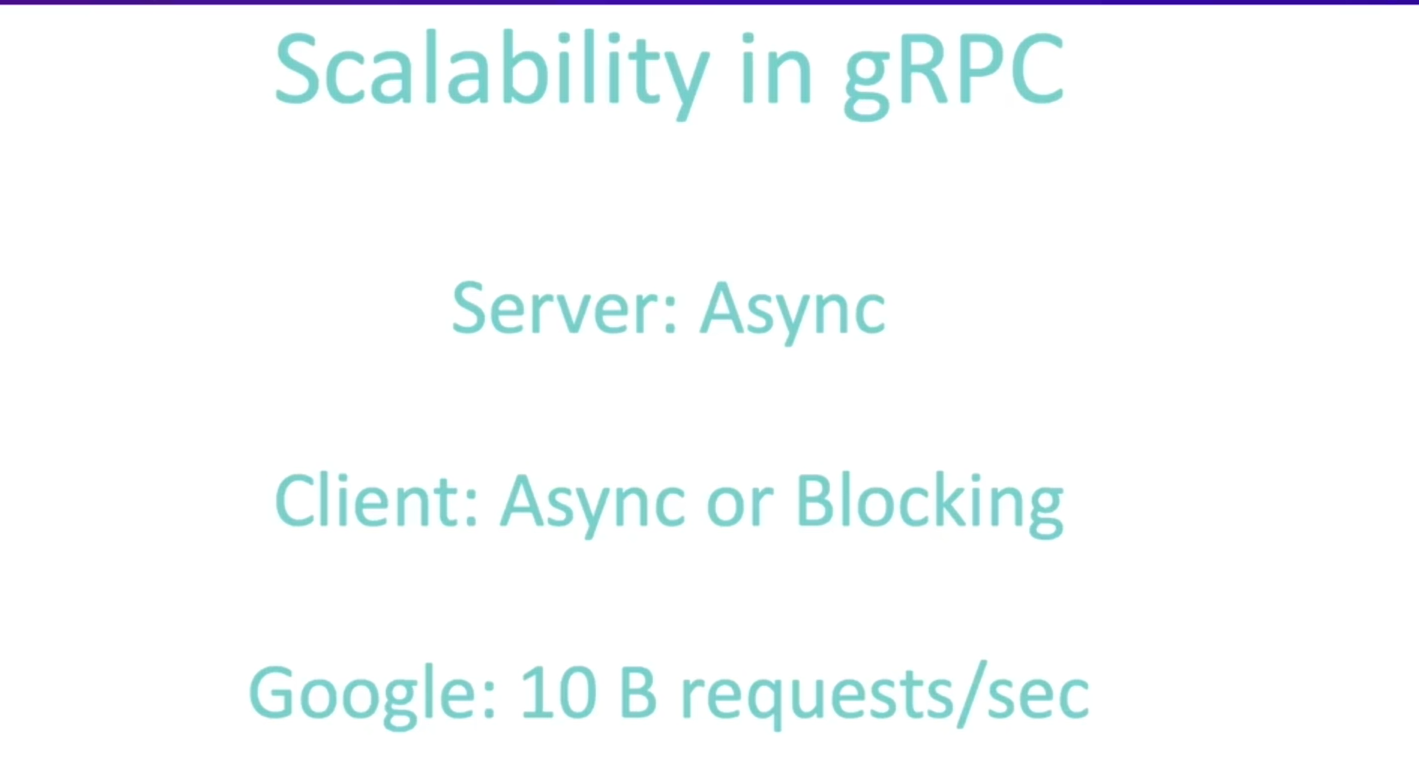 Scalability in gRPC
Server: Async
Client: Async or Blocking
Google: 10 B requests/sec